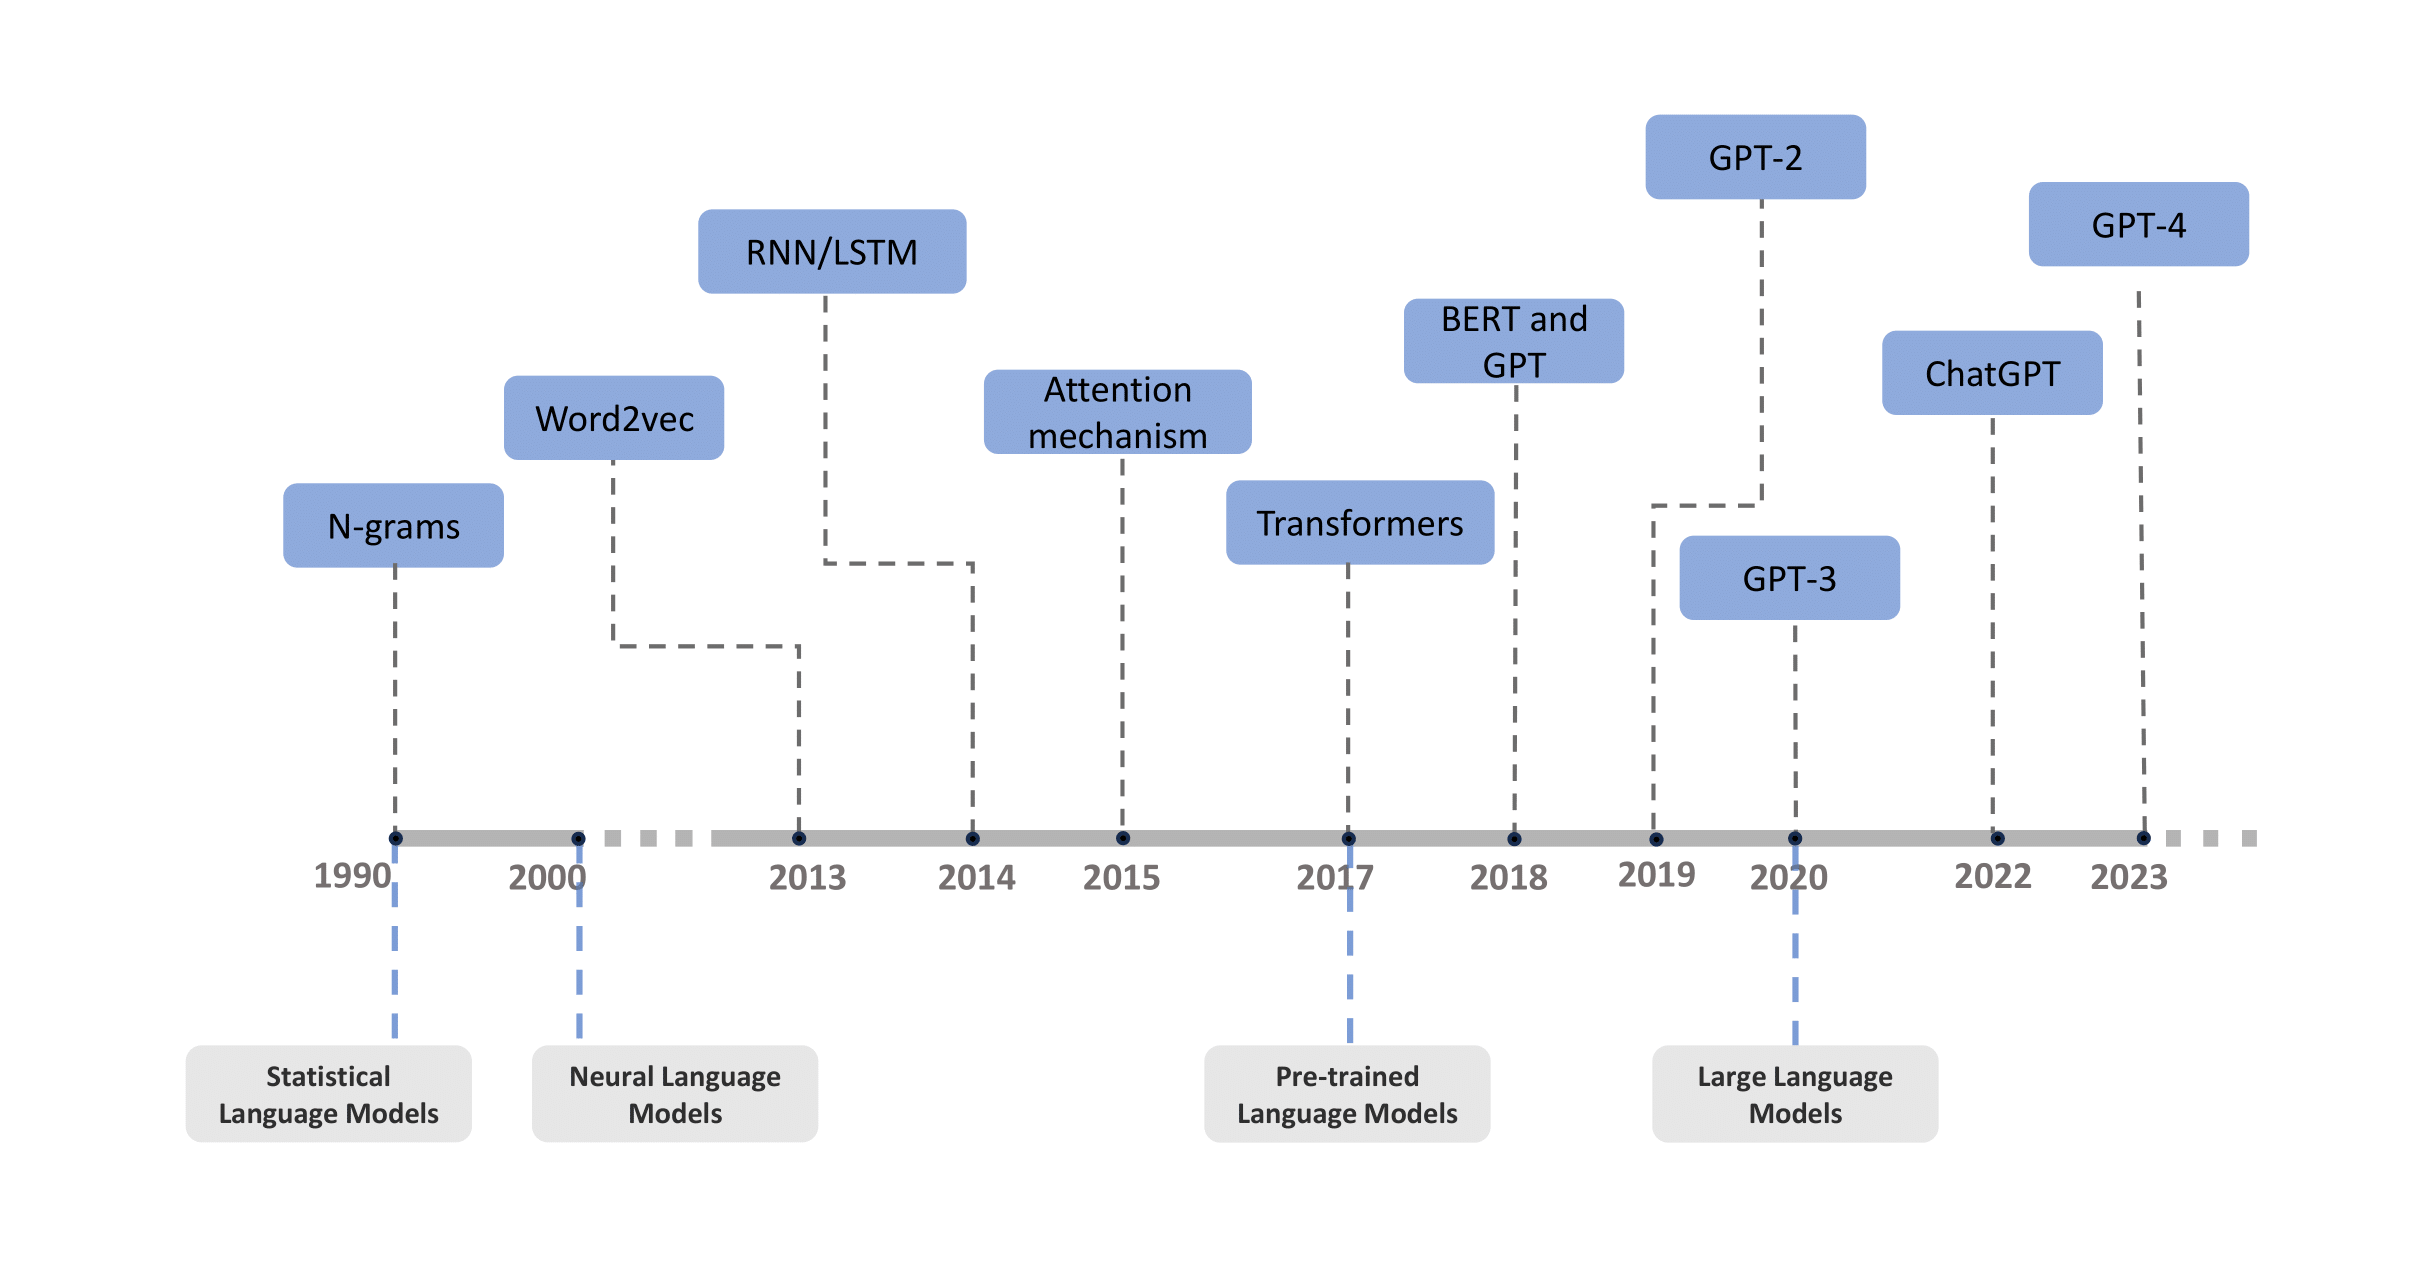 GPT-2
GPT-4
RNN/LSTM
BERT and
GPT
ChatGPT
Attention
mechanism
Word2vec
N-grams
Transformers
GPT-3
1990
2000
2013
2014
2015
2017
2018
2019
2020
2022
2023
Statistical
Language Models
Neural Language
Models
Pre-trained
Language Models
Large Language
Models